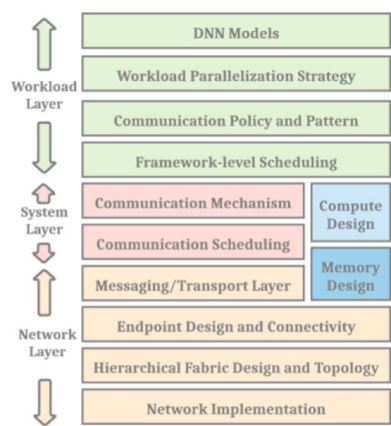 DNN Models
Workload Parallelization Strategy
Workload
Layer
Communication Policy and Pattern
Framework-level Scheduling
Communication Mechanism
Compute
Design
System
Layer
Communication Scheduling
Memory
Design
Messaging/Transport Layer
Endpoint Design and Connectivity
Network
Layer
Hierarchical Fabric Design and Topology
Network Implementation